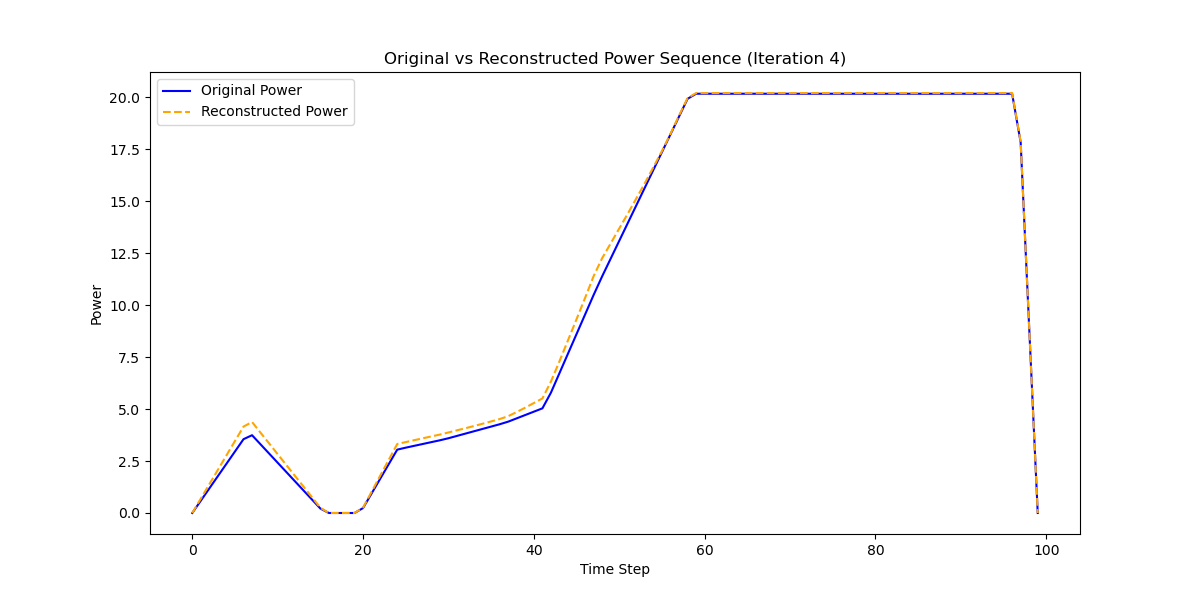 Original vs Reconstructed Power Sequence (Iteration 4)
Original Power
Reconstructed Power
Power
20.0
17.5
15.0
12.5
10.0
7.5
5.0
2.5
0.0
0 20 40 60 80 100
Time Step